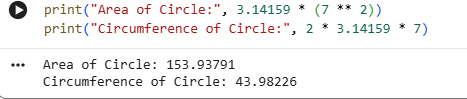 print("Area of Circle:", 3.14159 * (7 ** 2))
print("Circumference of Circle:", 2 * 3.14159 * 7)
Area of Circle: 153.93791
Circumference of Circle: 43.98226